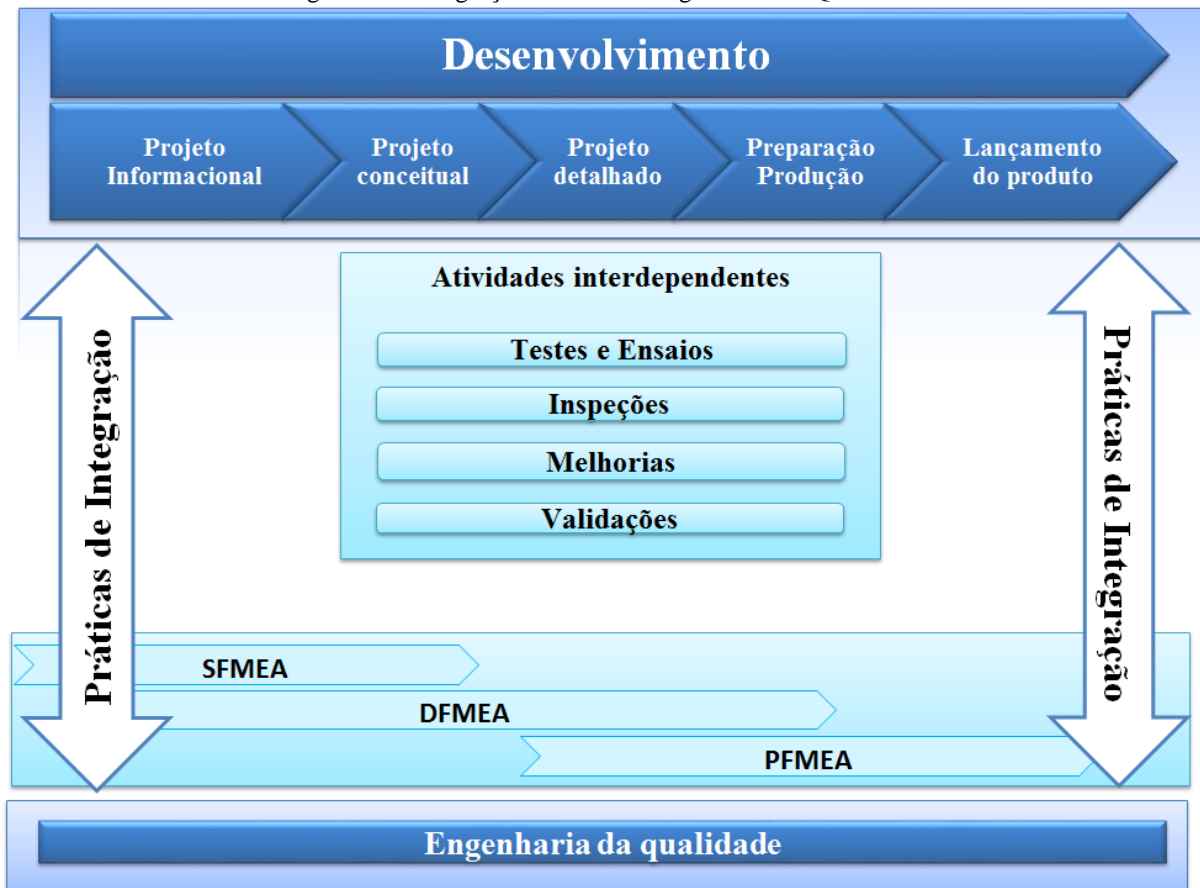 Desenvolvimento
Projeto
Informacional
Projeto
conceitual
Projeto
detalhado
Preparação
Produção
Lançamento
do produto
Práticas de Integração
Atividades interdependentes
Testes e Ensaios
Inspeções
Melhorias
Validações
Práticas de Integração
SFMEA
DFMEA
PFMEA
Engenharia da qualidade